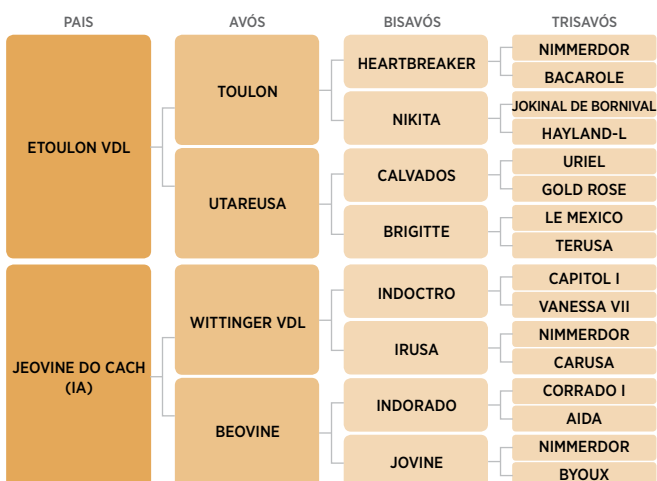 PAIS
AVÓS
BISAVÓS
TRISAVÓS
ETOULON VDL
TOULON
HEARTBREAKER
NIMMERDOR
BACAROLE
NIKITA
JOKINAL DE BORNIVAL
HAYLAND-L
UTAREUSA
CALVADOS
URIEL
GOLD ROSE
BRIGITTE
LE MEXICO
TERUSA
JEOVINE DO CACH
(IA)
WITTINGER VDL
INDOCTRO
CAPITOL I
VANESSA VII
IRUSA
NIMMERDOR
CARUSA
BEOVINE
INDORADO
CORRADO I
AIDA
JOVINE
NIMMERDOR
BYOUX